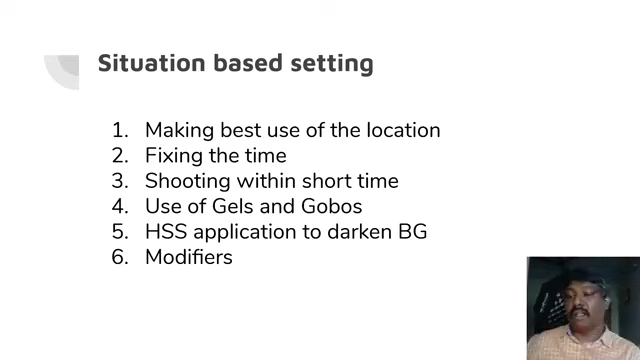 Situation based setting
1. Making best use of the location
2. Fixing the time
3. Shooting within short time
4. Use of Gels and Gobos
5. HSS application to darken BG
6. Modifiers